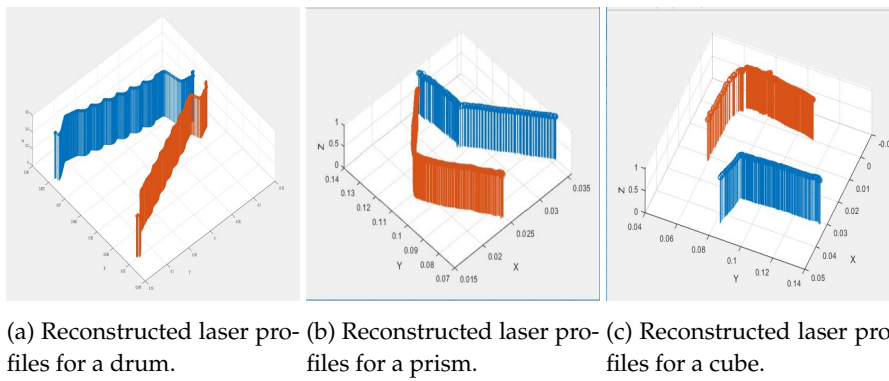 1
0.5
0
Z
0.14
0.13
0.12
0.11
0.1
0.09
0.08
0.07
Y
0.015
0.02
0.025
0.03
0.035
X
1
0.5
0
Z
0.04
0.06
0.08
0.1
0.12
0.14
Y
0.05
0.04
0.03
0.02
0.01
0
X
(a) Reconstructed laser pro-
files for a drum.
(b) Reconstructed laser pro-
files for a prism.
(c) Reconstructed laser pro
files for a cube.